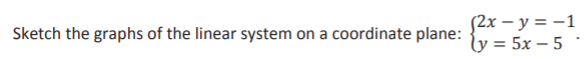 Sketch the graphs of the linear system on a coordinate plane: {2x − y = −1
y = 5x − 5 .